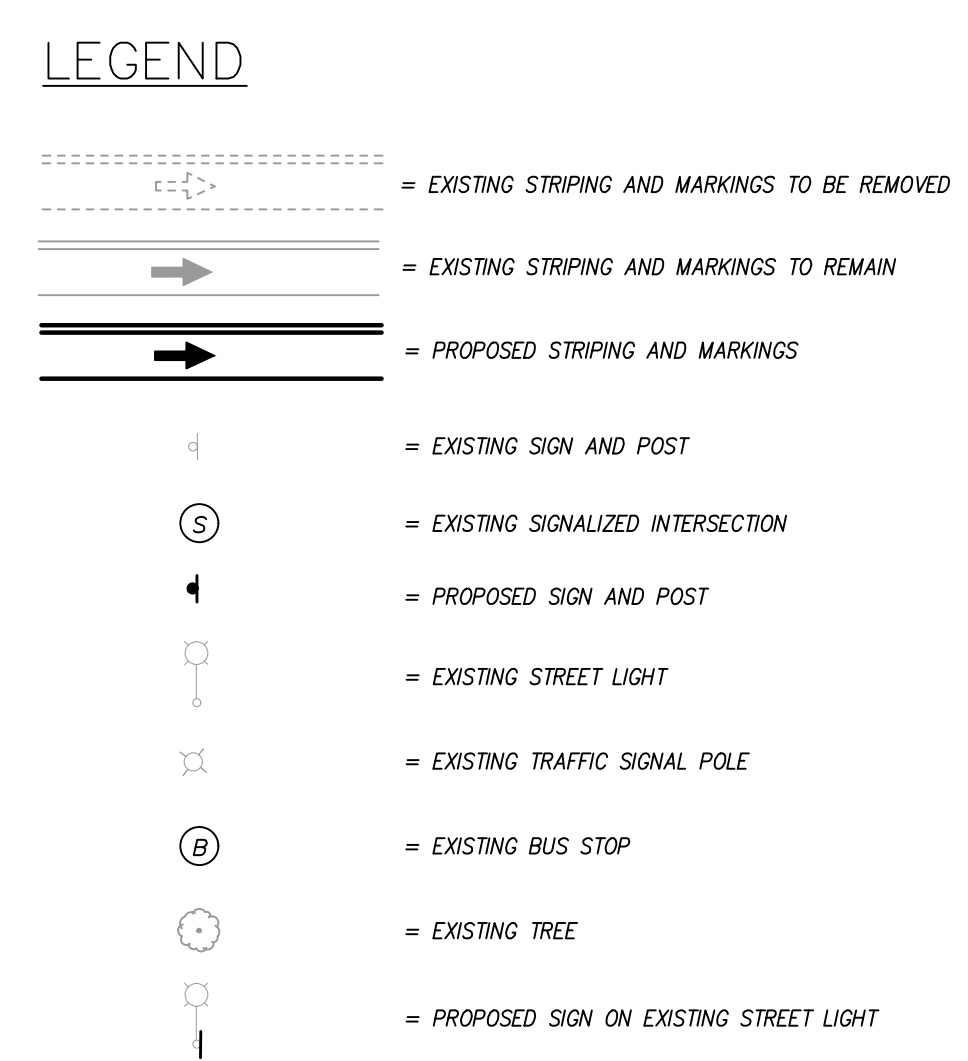 LEGEND
= EXISTING STRIPING AND MARKINGS TO BE REMOVED
= EXISTING STRIPING AND MARKINGS TO REMAIN
= PROPOSED STRIPING AND MARKINGS
= EXISTING SIGN AND POST
S = EXISTING SIGNALIZED INTERSECTION
= PROPOSED SIGN AND POST
= EXISTING STREET LIGHT
= EXISTING TRAFFIC SIGNAL POLE
B = EXISTING BUS STOP
= EXISTING TREE
= PROPOSED SIGN ON EXISTING STREET LIGHT